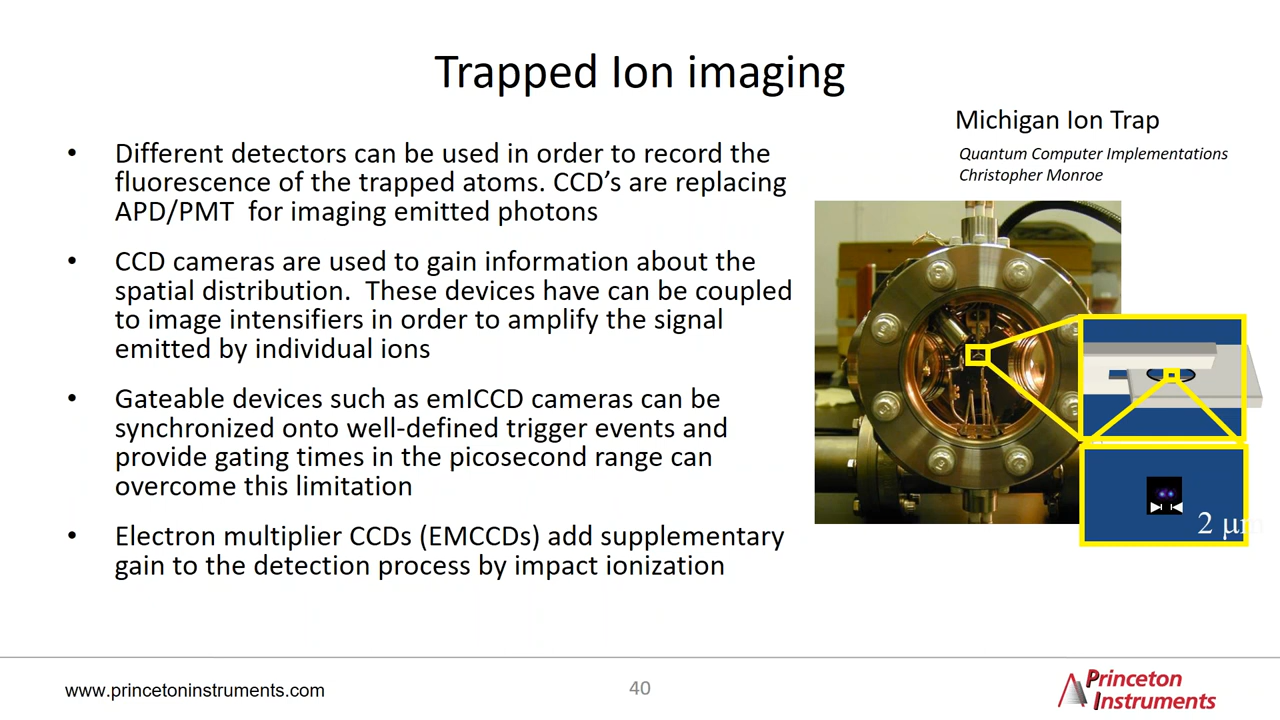 Trapped Ion imaging
Michigan Ion Trap
Quantum Computer Implementations
Christopher Monroe
• Different detectors can be used in order to record the
fluorescence of the trapped atoms. CCD’s are replacing
APD/PMT for imaging emitted photons
• CCD cameras are used to gain information about the
spatial distribution. These devices have can be coupled
to image intensifiers in order to amplify the signal
emitted by individual ions
• Gateable devices such as emICCD cameras can be
synchronized onto well-defined trigger events and
provide gating times in the picosecond range can
overcome this limitation
• Electron multiplier CCDs (EMCCDs) add supplementary
gain to the detection process by impact ionization
2 μm
www.princetoninstruments.com
40
Princeton
Instruments